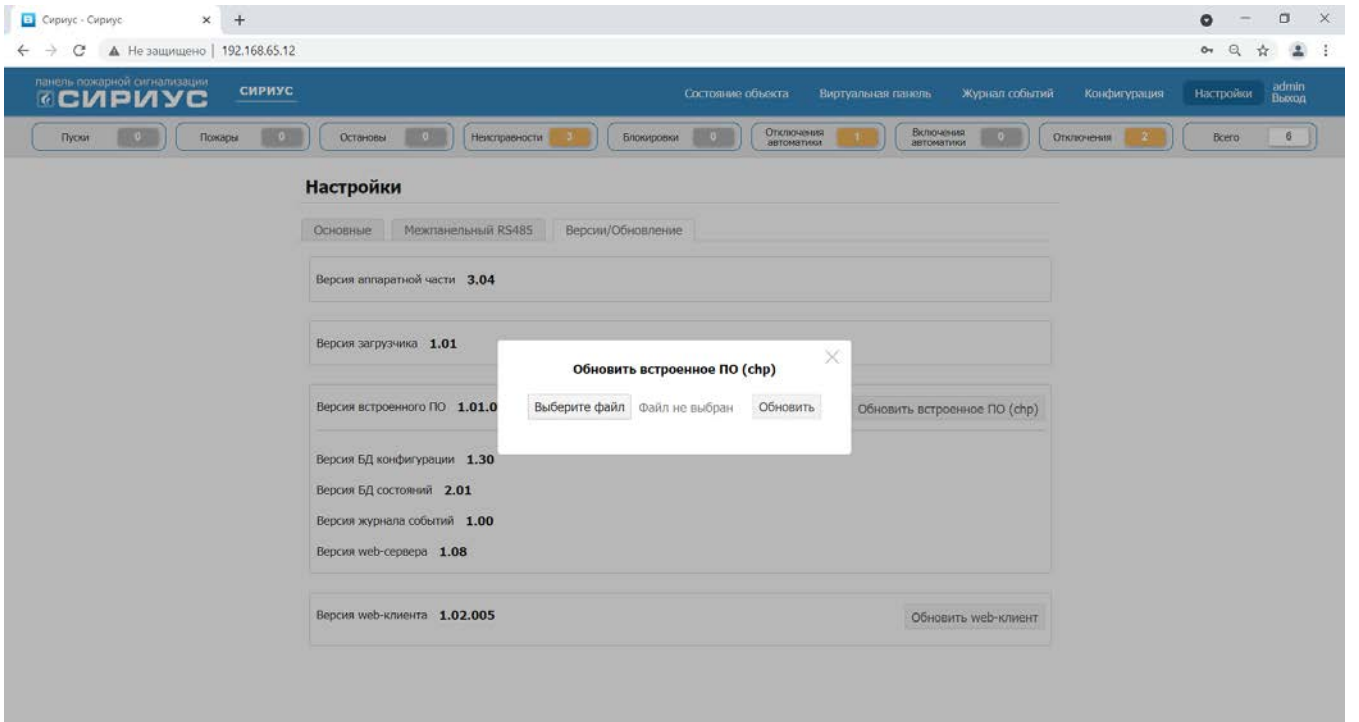 Сириус - Сириус
Не защищено | 192.168.65.12
панель пожарной сигнализации
СИРИУС
СИРИУС
Состояние объекта Виртуальная панель Журнал событий Конфигурация Настройки admin
Выход
Пуски 0 Пожары 0 Остановы 0 Неисправности 3 Блокировки 0 Отключения автоматики 1 Включения автоматики 0 Отключения 2 Всего 6
Настройки
Основные Межпанельный RS485 Версии/Обновление
Версия аппаратной части 3.04
Версия загрузчика 1.01
Обновить встроенное ПО (chp)
Версия встроенного ПО 1.01.0 Выберите файл Файл не выбран Обновить Обновить встроенное ПО (chp)
Версия БД конфигурации 1.30
Версия БД состояний 2.01
Версия журнала событий 1.00
Версия web-сервера 1.08
Версия web-клиента 1.02.005 Обновить web-клиент